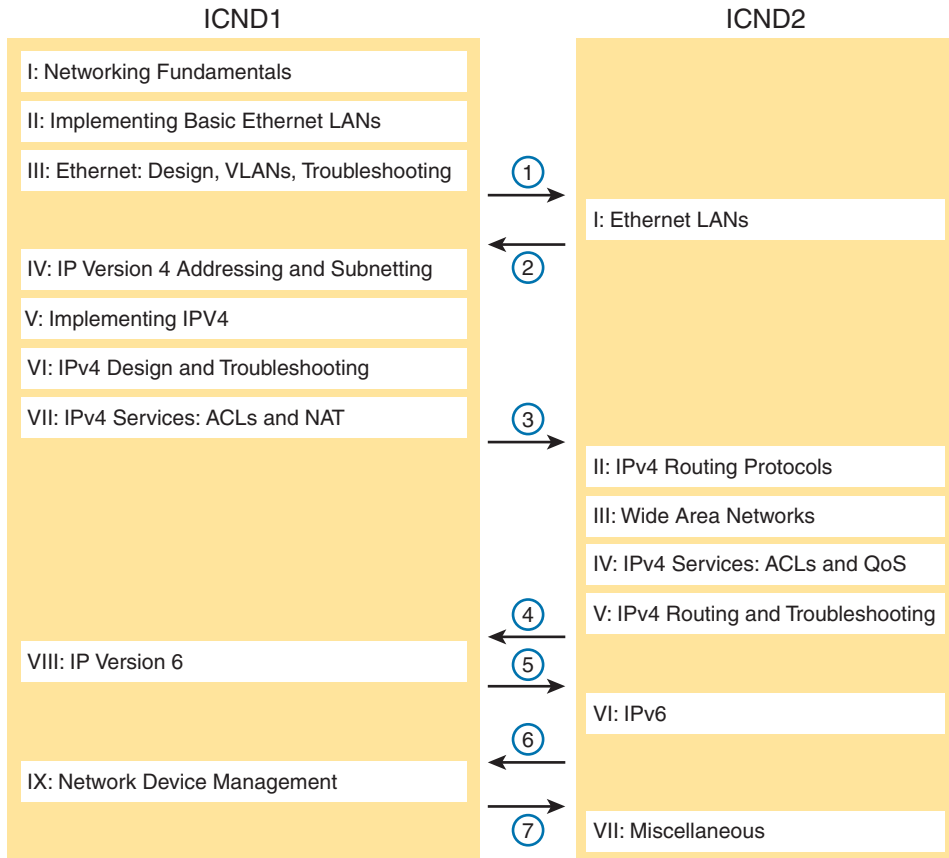 ICND1
ICND2
I: Networking Fundamentals
II: Implementing Basic Ethernet LANs
III: Ethernet: Design, VLANs, Troubleshooting
1
I: Ethernet LANs
2
IV: IP Version 4 Addressing and Subnetting
V: Implementing IPV4
VI: IPv4 Design and Troubleshooting
VII: IPv4 Services: ACLs and NAT
3
II: IPv4 Routing Protocols
III: Wide Area Networks
IV: IPv4 Services: ACLs and QoS
V: IPv4 Routing and Troubleshooting
4
VIII: IP Version 6
5
VI: IPv6
6
IX: Network Device Management
7
VII: Miscellaneous